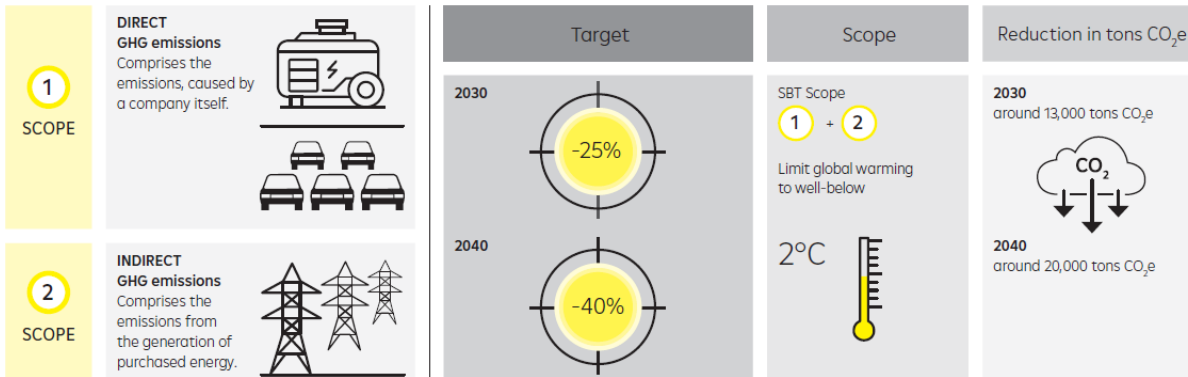 1
SCOPE
DIRECT
GHG emissions
Comprises the
emissions, caused by
a company itself.
2
SCOPE
INDIRECT
GHG emissions
Comprises the
emissions from
the generation of
purchased energy.
Target
2030
-25%
2040
-40%
Scope
SBT Scope
1 + 2
Limit global warming
to well-below
2°C
Reduction in tons CO₂e
2030
around 13,000 tons CO₂e
CO₂
2040
around 20,000 tons CO₂e